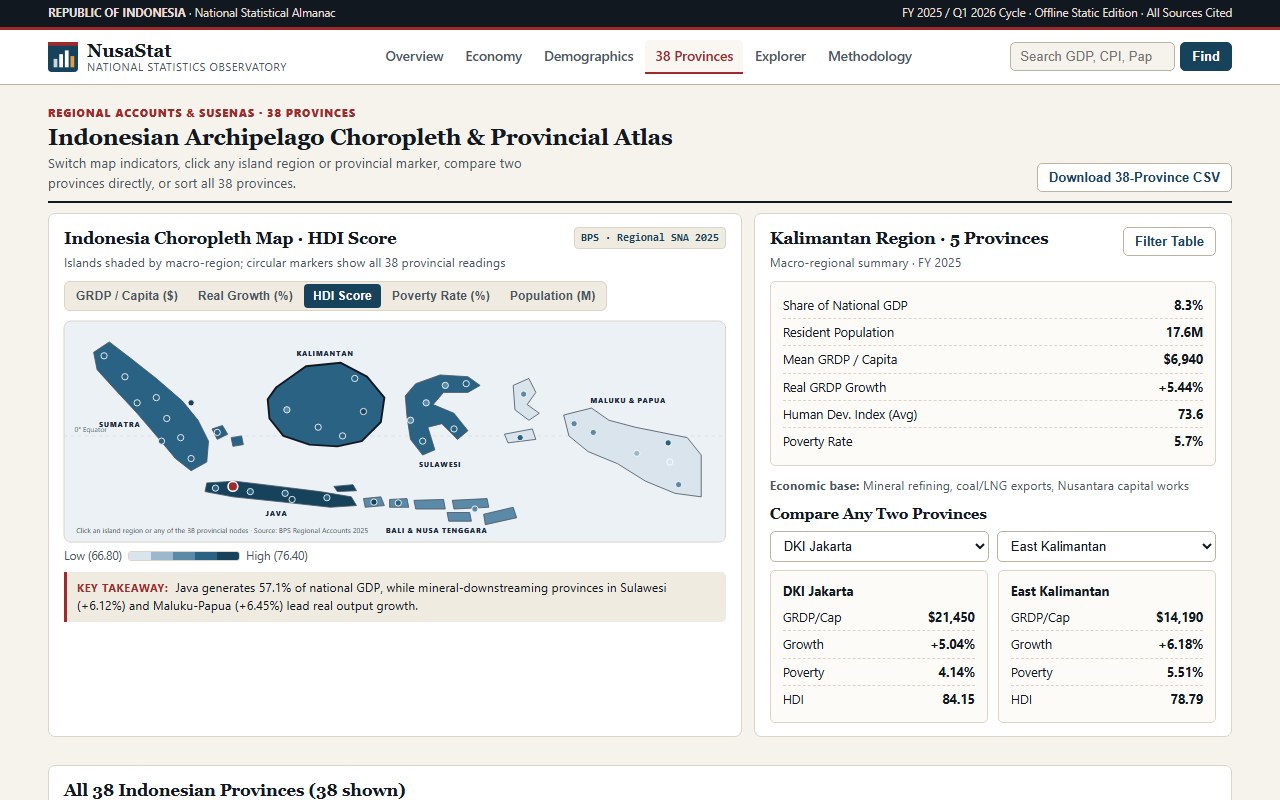 REPUBLIC OF INDONESIA · National Statistical Almanac
FY 2025 / Q1 2026 Cycle · Offline Static Edition · All Sources Cited
NusaStat
NATIONAL STATISTICS OBSERVATORY
Overview
Economy
Demographics
38 Provinces
Explorer
Methodology
Search GDP, CPI, Pap
Find
REGIONAL ACCOUNTS & SUSENAS · 38 PROVINCES
Indonesian Archipelago Choropleth & Provincial Atlas
Switch map indicators, click any island region or provincial marker, compare two
provinces directly, or sort all 38 provinces.
Download 38-Province CSV
Indonesia Choropleth Map · HDI Score
BPS · Regional SNA 2025
Islands shaded by macro-region; circular markers show all 38 provincial readings
GRDP / Capita ($)
Real Growth (%)
HDI Score
Poverty Rate (%)
Population (M)
KALIMANTAN
MALUKU & PAPUA
SUMATRA
0° Equator
SULAWESI
JAVA
Click an island region or any of the 38 provincial nodes · Source: BPS Regional Accounts 2025
BALI & NUSA TENGGARA
Low (66.80)
High (76.40)
KEY TAKEAWAY: Java generates 57.1% of national GDP, while mineral-downstreaming provinces in Sulawesi
(+6.12%) and Maluku-Papua (+6.45%) lead real output growth.
Kalimantan Region · 5 Provinces
Filter Table
Macro-regional summary · FY 2025
Share of National GDP 8.3%
Resident Population 17.6M
Mean GRDP / Capita $6,940
Real GRDP Growth +5.44%
Human Dev. Index (Avg) 73.6
Poverty Rate 5.7%
Economic base: Mineral refining, coal/LNG exports, Nusantara capital works
Compare Any Two Provinces
DKI Jakarta
East Kalimantan
DKI Jakarta
GRDP/Cap $21,450
Growth +5.04%
Poverty 4.14%
HDI 84.15
East Kalimantan
GRDP/Cap $14,190
Growth +6.18%
Poverty 5.51%
HDI 78.79
All 38 Indonesian Provinces (38 shown)